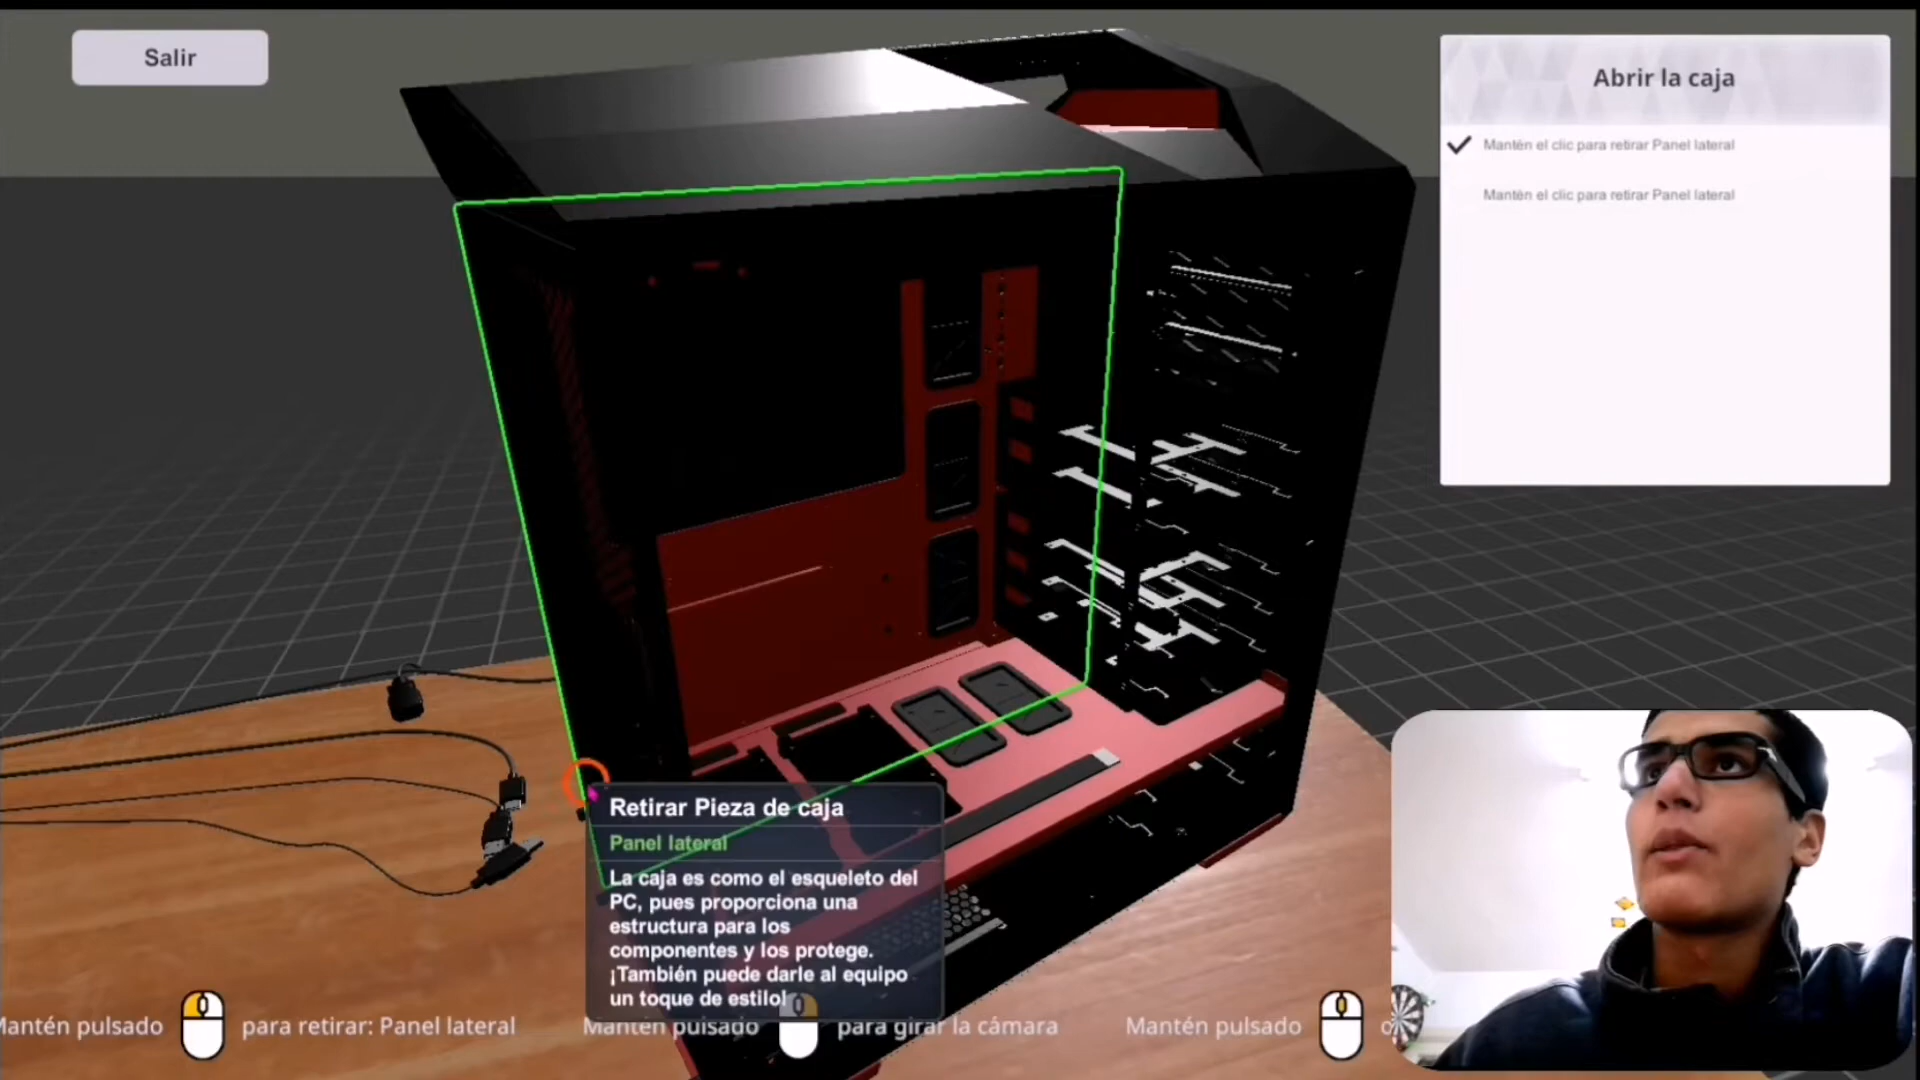 Salir
Abrir la caja
Mantén el clic para retirar Panel lateral
Mantén el clic para retirar Panel lateral
Retirar Pieza de caja
Panel lateral
La caja es como el esqueleto del
PC, pues proporciona una
estructura para los
componentes y los protege.
¡También puede darle al equipo
un toque de estilo!
Mantén pulsado para retirar: Panel lateral Mantén pulsado para girar la cámara Mantén pulsado